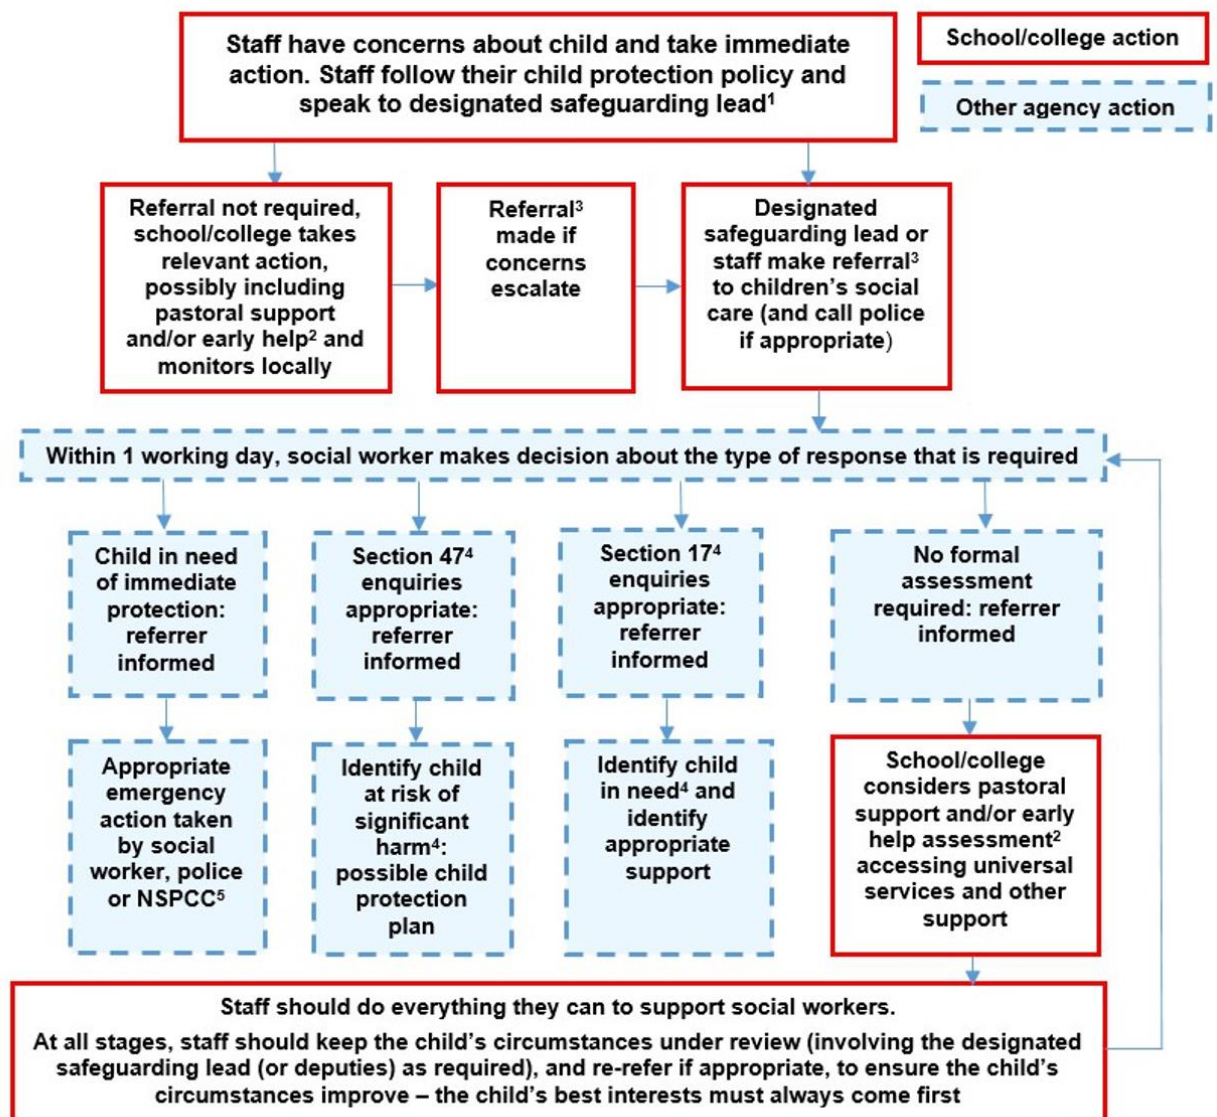 Staff have concerns about child and take immediate
action. Staff follow their child protection policy and
speak to designated safeguarding lead¹
School/college action
Other agency action
Referral not required,
school/college takes
relevant action,
possibly including
pastoral support
and/or early help² and
monitors locally
Referral³
made if
concerns
escalate
Designated
safeguarding lead or
staff make referral³
to children’s social
care (and call police
if appropriate)
Within 1 working day, social worker makes decision about the type of response that is required
Child in need
of immediate
protection:
referrer
informed
Section 47⁴
enquiries
appropriate:
referrer
informed
Section 17⁴
enquiries
appropriate:
referrer
informed
No formal
assessment
required: referrer
informed
Appropriate
emergency
action taken
by social
worker, police
or NSPCC⁵
Identify child
at risk of
significant
harm⁴:
possible child
protection
plan
Identify child
in need⁴ and
identify
appropriate
support
School/college
considers pastoral
support and/or early
help assessment²
accessing universal
services and other
support
Staff should do everything they can to support social workers.
At all stages, staff should keep the child’s circumstances under review (involving the designated
safeguarding lead (or deputies) as required), and re-refer if appropriate, to ensure the child’s
circumstances improve – the child’s best interests must always come first